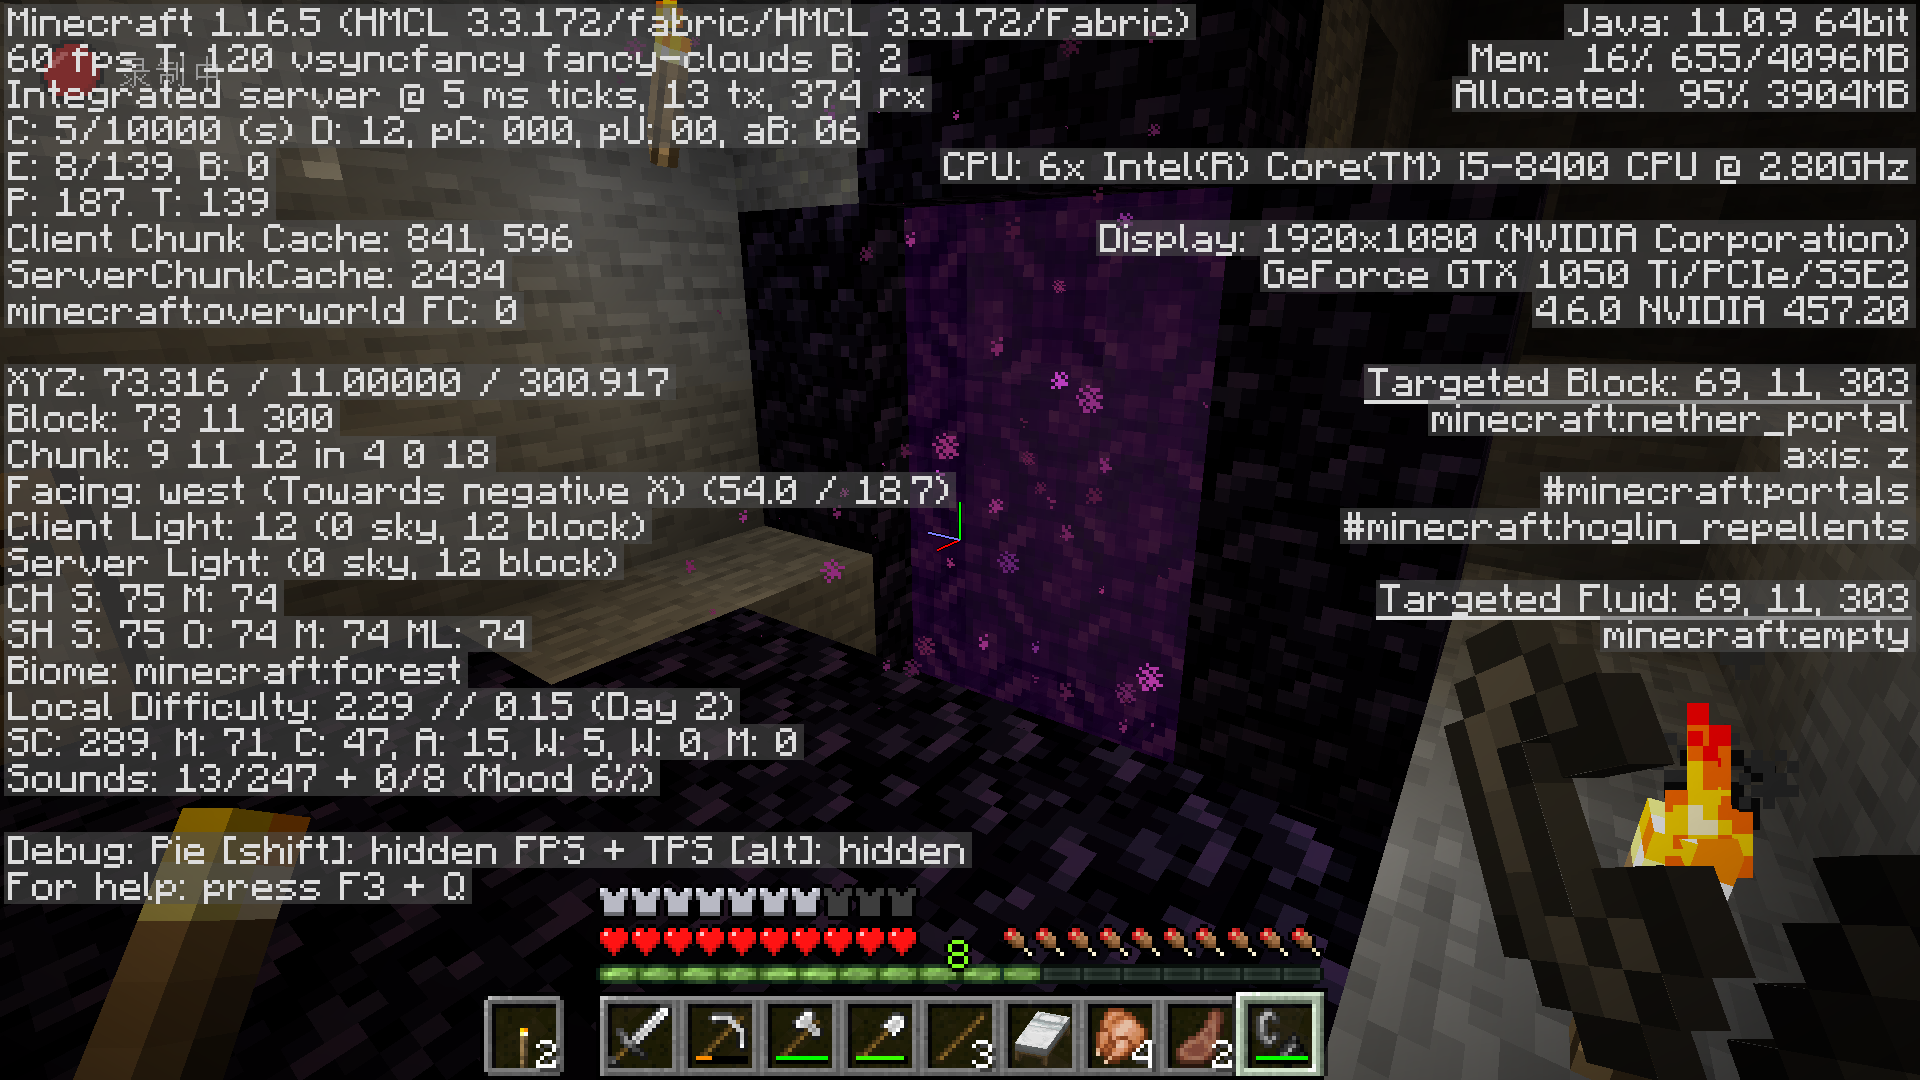 Minecraft 1.16.5 (HMCL 3.3.172/fabric/HMCL 3.3.172/Fabric)
60 fps T: 120 vsyncfancy fancy-clouds B: 2
录制中
Integrated server @ 5 ms ticks, 13 tx, 374 rx
C: 5/10000 (s) D: 12, pC: 000, pU: 00, aB: 06
E: 8/139, B: 0
P: 187. T: 139
Client Chunk Cache: 841, 596
ServerChunkCache: 2434
minecraft:overworld FC: 0
XYZ: 73.316 / 11.00000 / 300.917
Block: 73 11 300
Chunk: 9 11 12 in 4 0 18
Facing: west (Towards negative X) (54.0 / 18.7)
Client Light: 12 (0 sky, 12 block)
Server Light: (0 sky, 12 block)
CH S: 75 M: 74
SH S: 75 O: 74 M: 74 ML: 74
Biome: minecraft:forest
Local Difficulty: 2.29 // 0.15 (Day 2)
SC: 289, M: 71, C: 47, A: 15, W: 5, W: 0, M: 0
Sounds: 13/247 + 0/8 (Mood 6%)
Debug: Pie [shift]: hidden FPS + TPS [alt]: hidden
For help: press F3 + Q
Java: 11.0.9 64bit
Mem: 16% 655/4096MB
Allocated: 95% 3904MB
CPU: 6x Intel(R) Core(TM) i5-8400 CPU @ 2.80GHz
Display: 1920x1080 (NVIDIA Corporation)
GeForce GTX 1050 Ti/PCIe/SSE2
4.6.0 NVIDIA 457.20
Targeted Block: 69, 11, 303
minecraft:nether_portal
axis: z
#minecraft:portals
#minecraft:hoglin_repellents
Targeted Fluid: 69, 11, 303
minecraft:empty
8
2
3
4
2